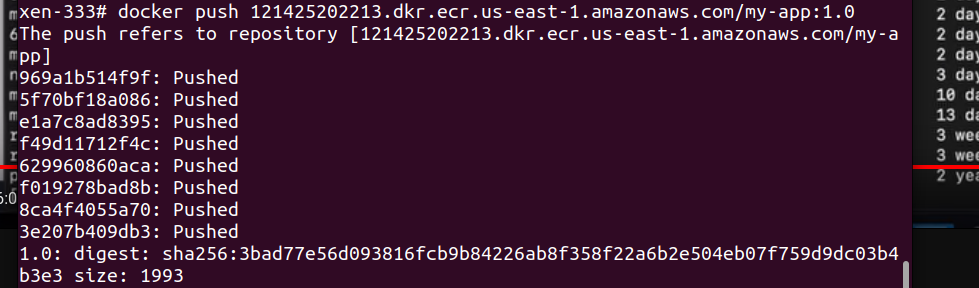 xen-333# docker push 121425202213.dkr.ecr.us-east-1.amazonaws.com/my-app:1.0
The push refers to repository [121425202213.dkr.ecr.us-east-1.amazonaws.com/my-a
pp]
969a1b514f9f: Pushed
5f70bf18a086: Pushed
e1a7c8ad8395: Pushed
f49d11712f4c: Pushed
629960860aca: Pushed
f019278bad8b: Pushed
8ca4f4055a70: Pushed
3e207b409db3: Pushed
1.0: digest: sha256:3bad77e56d093816fcb9b84226ab8f358f22a6b2e504eb07f759d9dc03b4
b3e3 size: 1993
2 day
2 day
2 day
3 day
10 da
13 da
3 wee
3 wee
2 yea